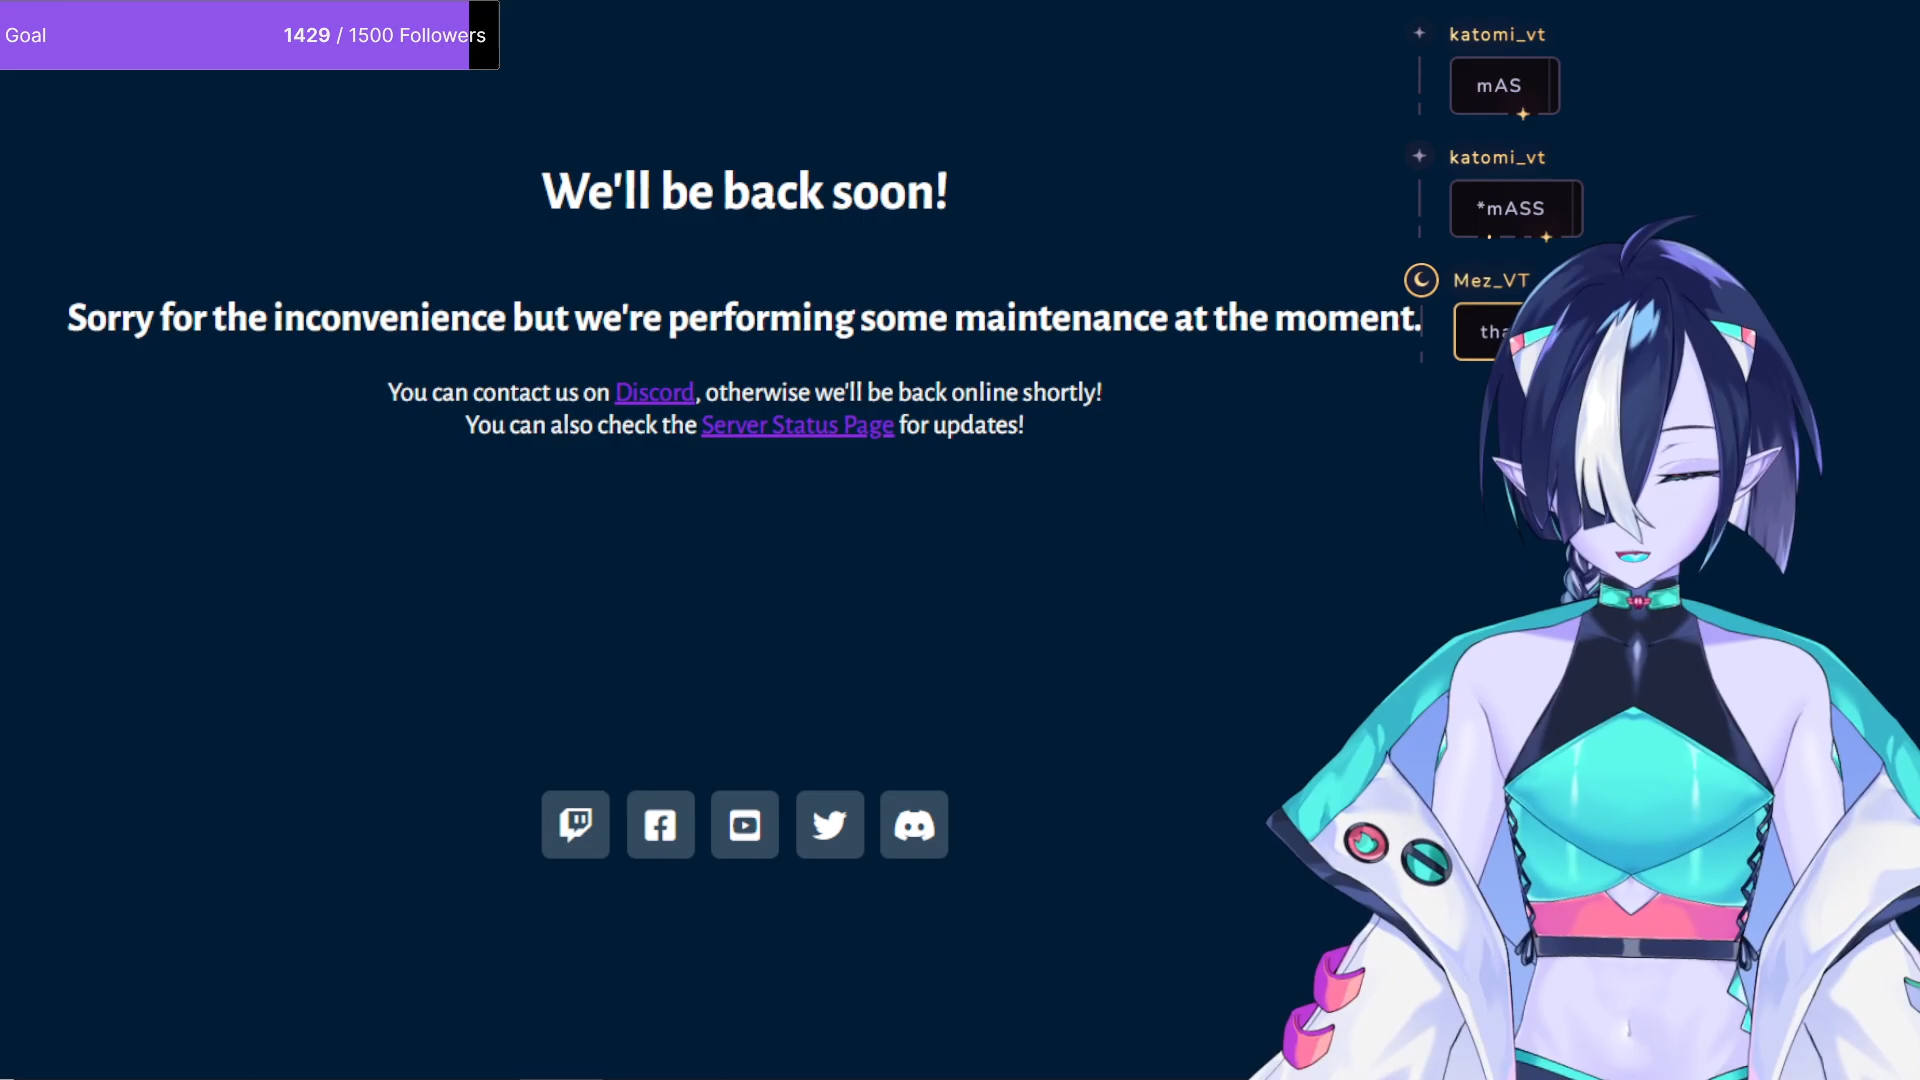 Goal 1429 / 1500 Followers
katomi_vt
mAS
katomi_vt
*mASS
Mez_VT
We'll be back soon!
Sorry for the inconvenience but we're performing some maintenance at the moment.
You can contact us on Discord, otherwise we'll be back online shortly!
You can also check the Server Status Page for updates!